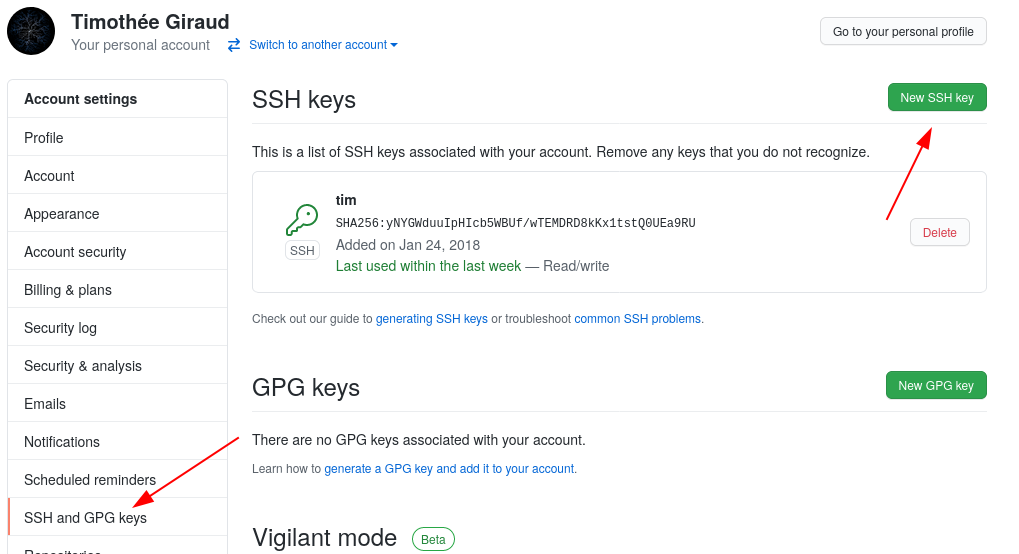 Timothée Giraud
Your personal account Switch to another account
Go to your personal profile
Account settings
Profile
Account
Appearance
Account security
Billing & plans
Security log
Security & analysis
Emails
Notifications
Scheduled reminders
SSH and GPG keys
Repositories
SSH keys
New SSH key
This is a list of SSH keys associated with your account. Remove any keys that you do not recognize.
tim
SHA256:yNYGWduuIpHIcb5WBUf/wTEMDRD8kKx1tstQ0UEa9RU
SSH
Added on Jan 24, 2018
Last used within the last week — Read/write
Delete
Check out our guide to generating SSH keys or troubleshoot common SSH problems.
GPG keys
New GPG key
There are no GPG keys associated with your account.
Learn how to generate a GPG key and add it to your account.
Vigilant mode Beta